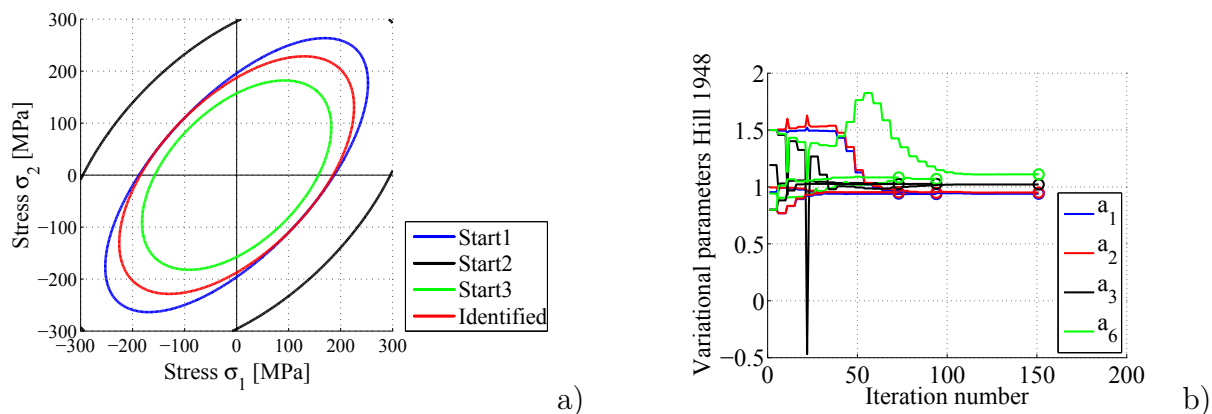 300
200
100
0
−100
−200
−300
−300 −200 −100 0 100 200 300
Stress σ2 [MPa]
Stress σ1 [MPa]
Start1
Start2
Start3
Identified
a)
2
1.5
1
0.5
0
−0.5
0 50 100 150 200
Variational parameters Hill 1948
Iteration number
a1
a2
a3
a6
b)